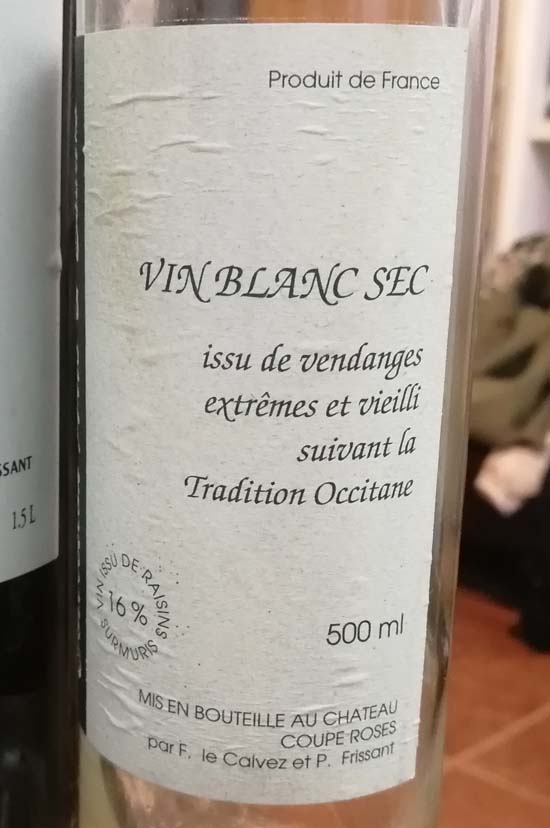 Produit de France
VIN BLANC SEC
issu de vendanges
extrêmes et vieilli
suivant la
Tradition Occitane
VIN ISSU DE RAISINS
16 %
SURMURIS
500 ml
MIS EN BOUTEILLE AU CHATEAU
COUPE ROSES
par F. le Calvez et P. Frissant
SSANT
1.5 L